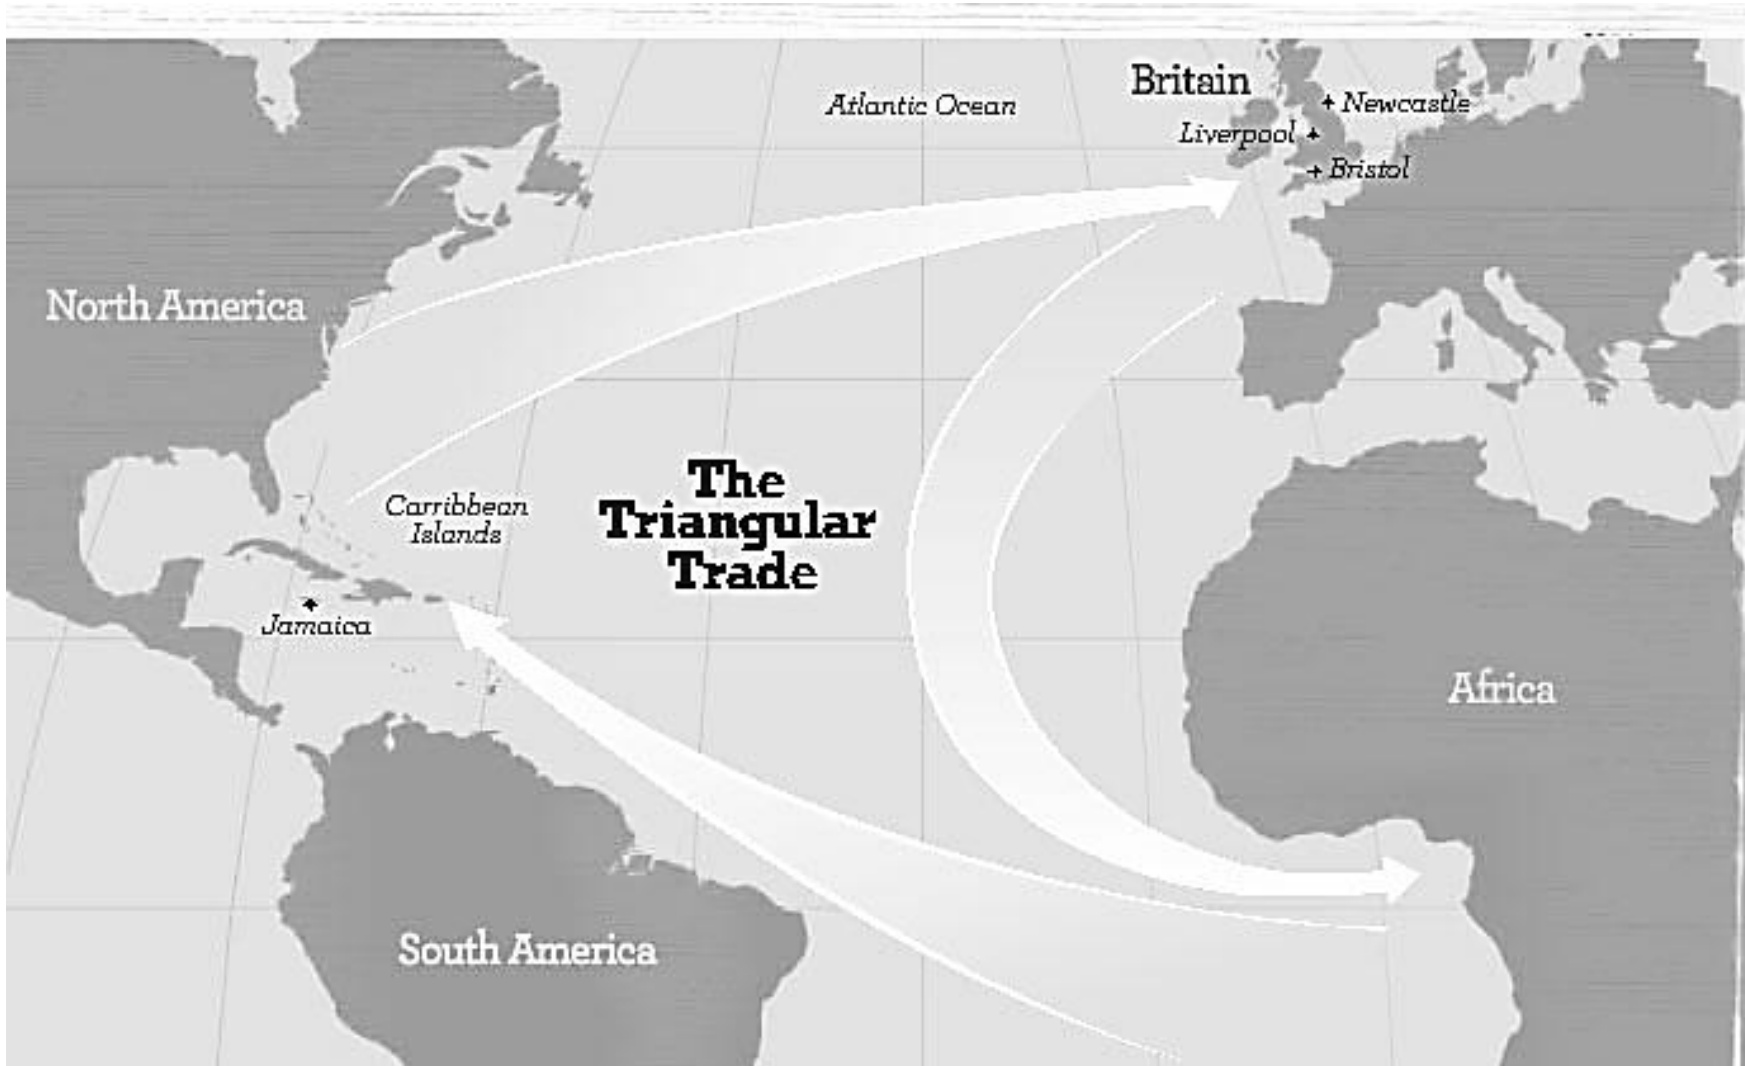 Britain
Atlantic Ocean
Newcastle
Liverpool
Bristol
North America
The
Triangular
Trade
Carribbean
Islands
Jamaica
Africa
South America